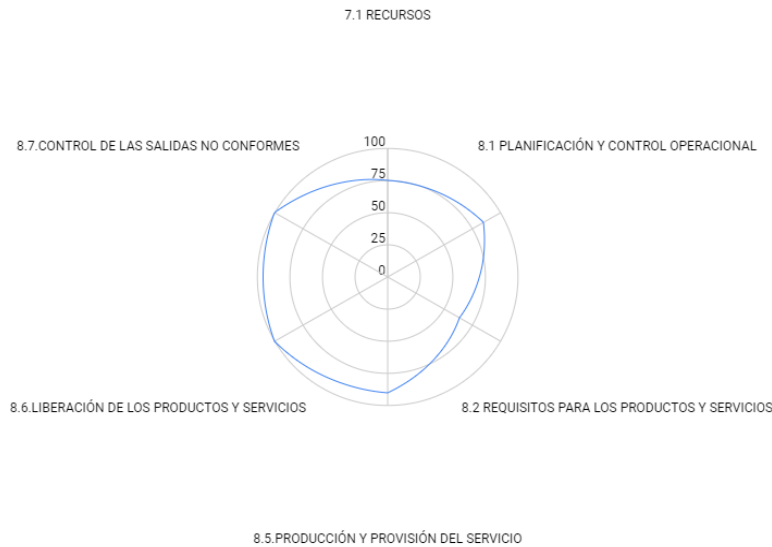 7.1 RECURSOS
8.7.CONTROL DE LAS SALIDAS NO CONFORMES
100
8.1 PLANIFICACIÓN Y CONTROL OPERACIONAL
75
50
25
0
8.6.LIBERACIÓN DE LOS PRODUCTOS Y SERVICIOS
8.2 REQUISITOS PARA LOS PRODUCTOS Y SERVICIOS
8.5.PRODUCCIÓN Y PROVISIÓN DEL SERVICIO